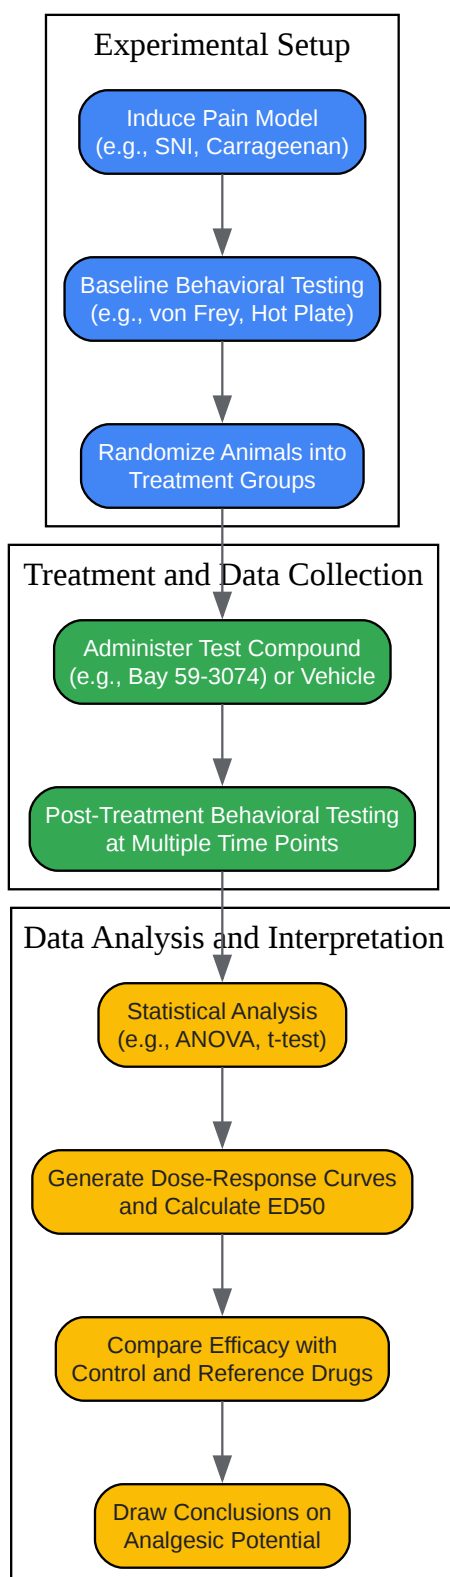 Experimental Setup
Induce Pain Model
(e.g., SNI, Carrageenan)
Baseline Behavioral Testing
(e.g., von Frey, Hot Plate)
Randomize Animals into
Treatment Groups
Treatment and Data Collection
Administer Test Compound
(e.g., Bay 59-3074) or Vehicle
Post-Treatment Behavioral Testing
at Multiple Time Points
Data Analysis and Interpretation
Statistical Analysis
(e.g., ANOVA, t-test)
Generate Dose-Response Curves
and Calculate ED50
Compare Efficacy with
Control and Reference Drugs
Draw Conclusions on
Analgesic Potential